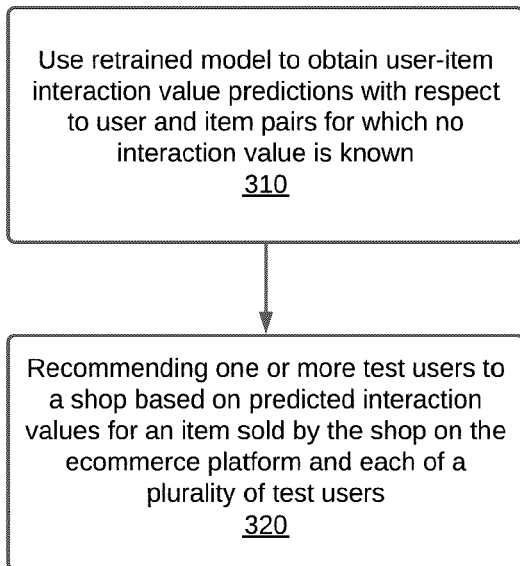 Use retrained model to obtain user-item
interaction value predictions with respect
to user and item pairs for which no
interaction value is known
310
Recommending one or more test users to
a shop based on predicted interaction
values for an item sold by the shop on the
ecommerce platform and each of a
plurality of test users
320